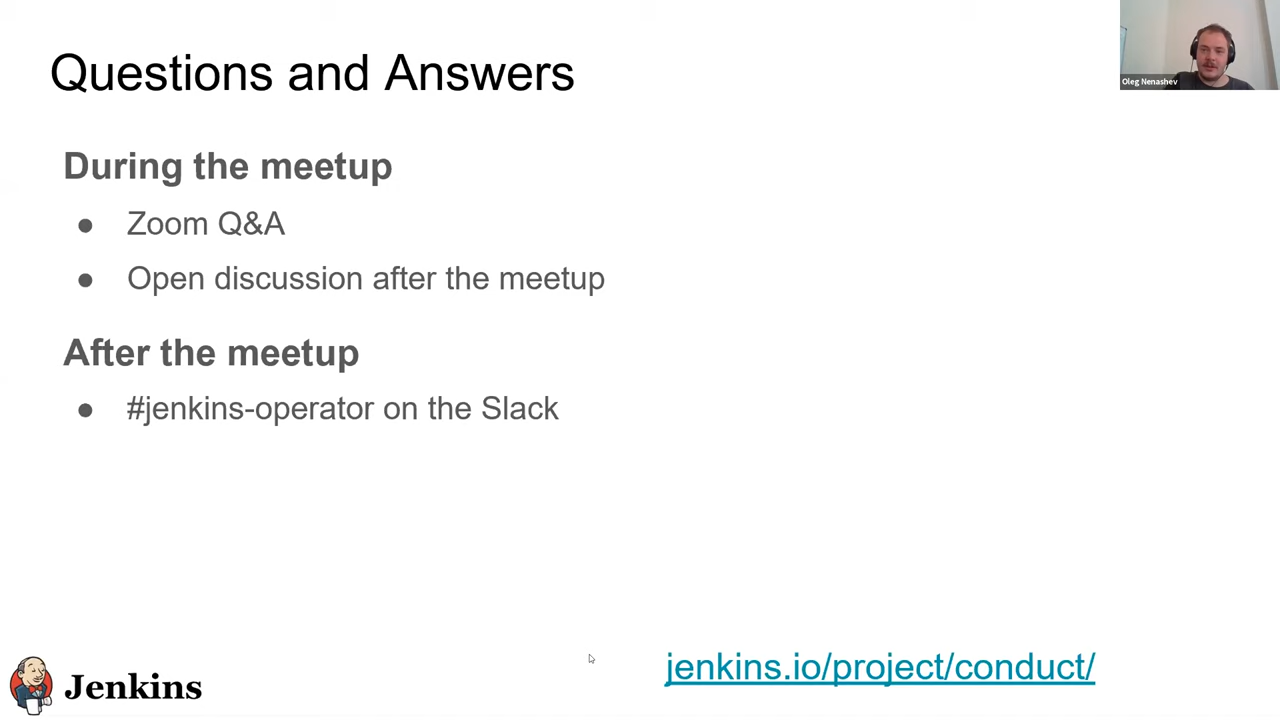 Questions and Answers
Oleg Nenashev
During the meetup
● Zoom Q&A
● Open discussion after the meetup
After the meetup
● #jenkins-operator on the Slack
Jenkins
jenkins.io/project/conduct/